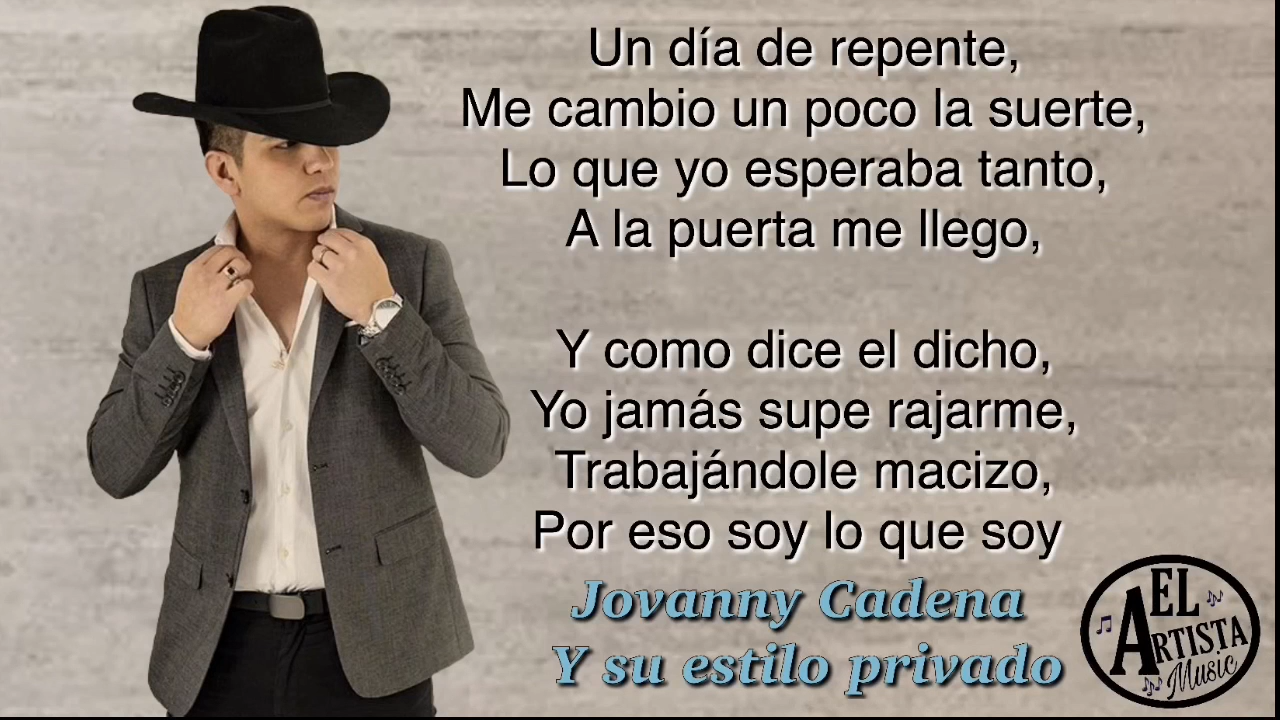 Un día de repente,
Me cambio un poco la suerte,
Lo que yo esperaba tanto,
A la puerta me llego,
Y como dice el dicho,
Yo jamás supe rajarme,
Trabajándole macizo,
Por eso soy lo que soy
Jovanny Cadena
Y su estilo privado
EL
ARTISTA
Music